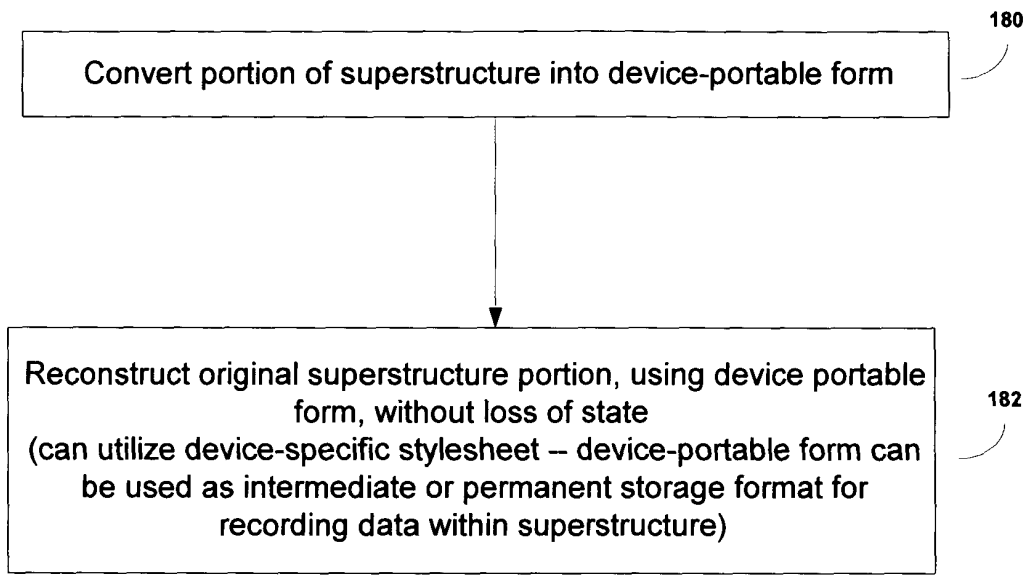 180
Convert portion of superstructure into device-portable form
Reconstruct original superstructure portion, using device portable
form, without loss of state
(can utilize device-specific stylesheet – device-portable form can
be used as intermediate or permanent storage format for
recording data within superstructure)
182